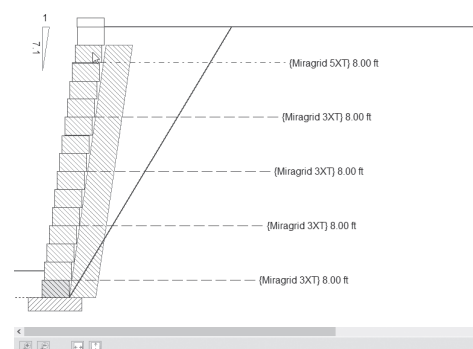 1
7.1
{Miragrid 5XT} 8.00 ft
{Miragrid 3XT} 8.00 ft
{Miragrid 3XT} 8.00 ft
{Miragrid 3XT} 8.00 ft
{Miragrid 3XT} 8.00 ft